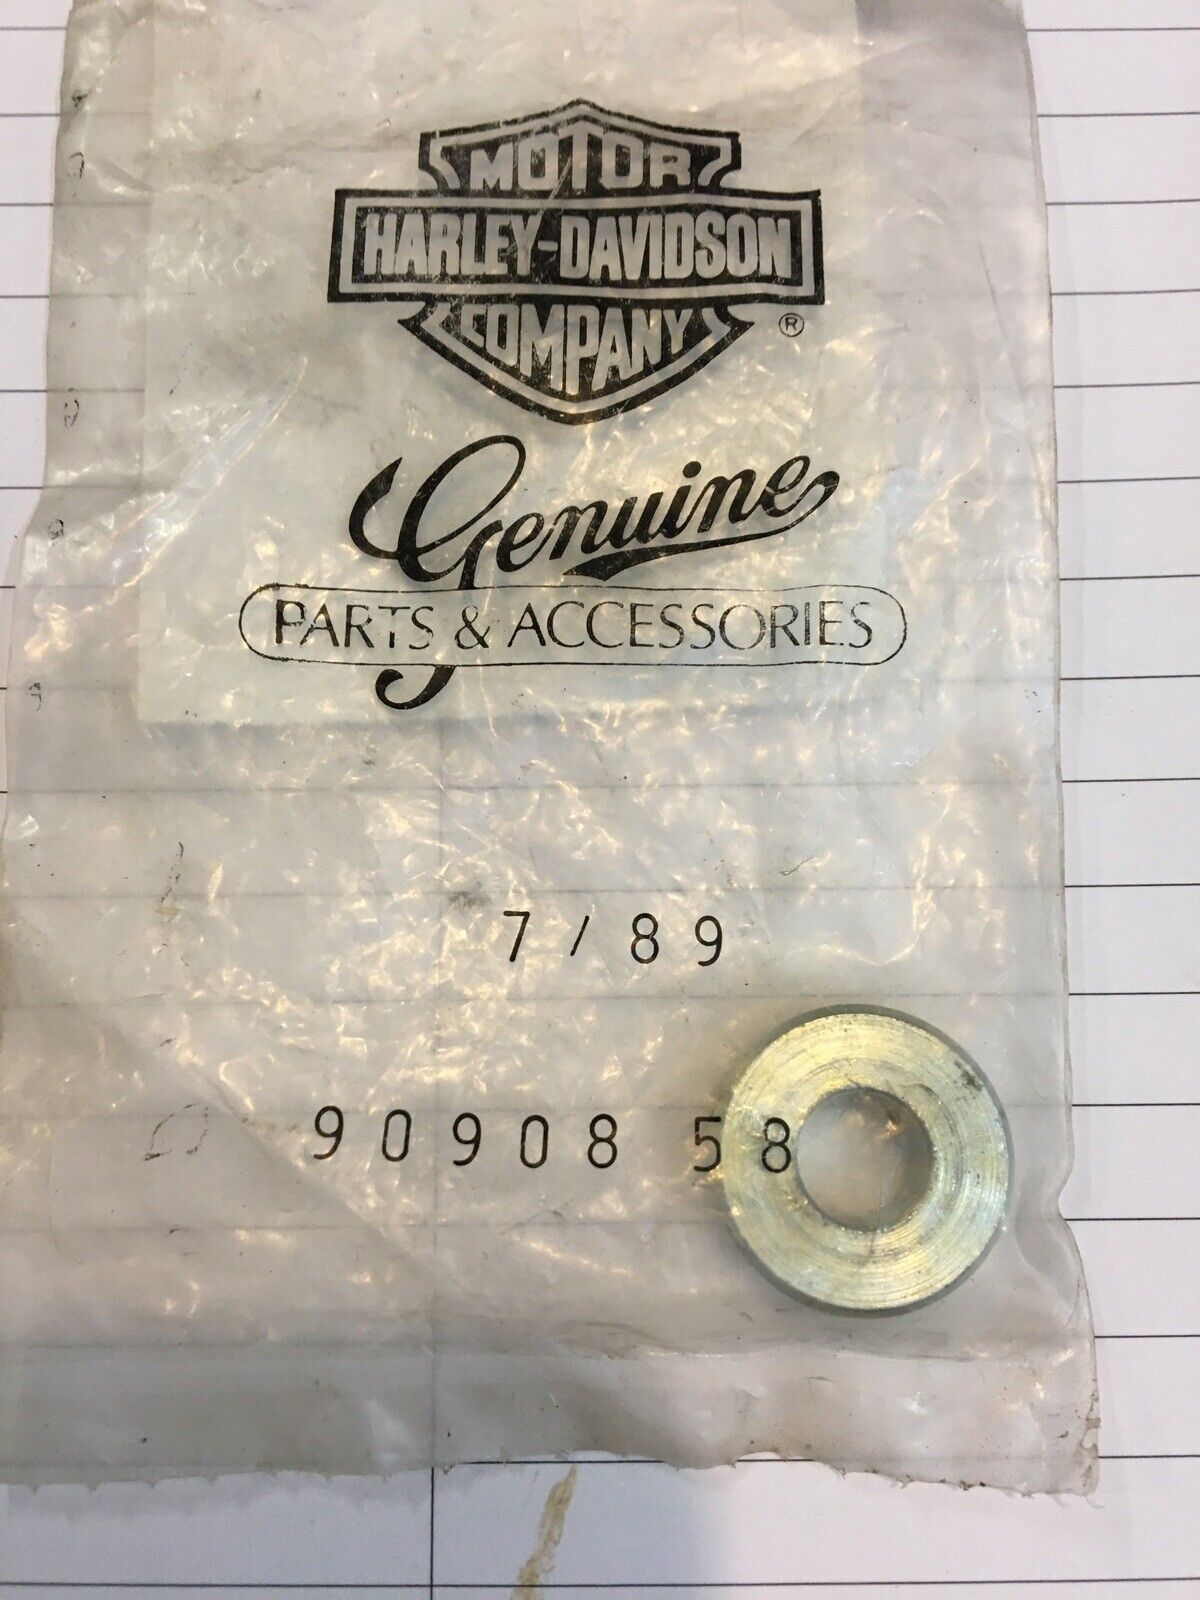 MOTOR
HARLEY-DAVIDSON
COMPANY
®
Genuine
PARTS & ACCESSORIES
7/89
90908 58